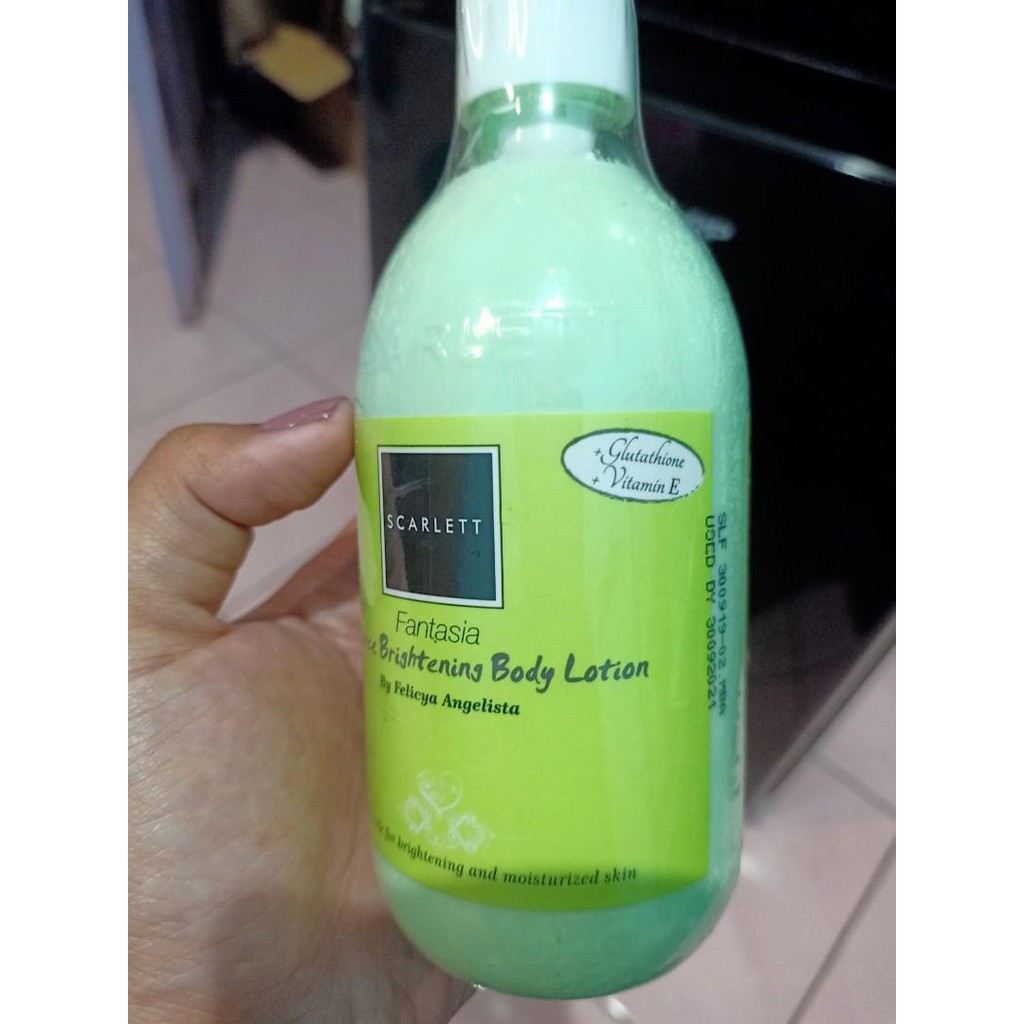 +Glutathione
+ Vitamin E
SCARLETT
Fantasia
Brightening Body Lotion
By Felicya Angelista
for brightening and moisturized skin
SLF 300919-02.MBA
USED BY 30092021